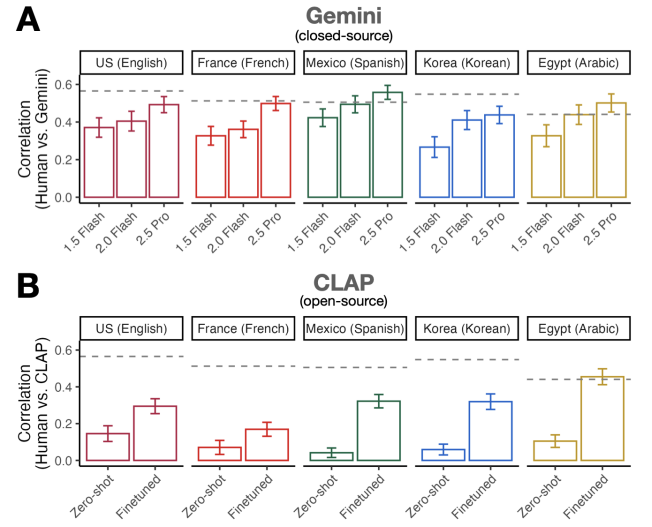 A
Gemini
(closed-source)
US (English)
France (French)
Mexico (Spanish)
Korea (Korean)
Egypt (Arabic)
Correlation
(Human vs. Gemini)
0.6
0.4
0.2
0.0
1.5 Flash
2.0 Flash
2.5 Pro
1.5 Flash
2.0 Flash
2.5 Pro
1.5 Flash
2.0 Flash
2.5 Pro
1.5 Flash
2.0 Flash
2.5 Pro
1.5 Flash
2.0 Flash
2.5 Pro
B
CLAP
(open-source)
US (English)
France (French)
Mexico (Spanish)
Korea (Korean)
Egypt (Arabic)
Correlation
(Human vs. CLAP)
0.6
0.4
0.2
0.0
Zero-shot
Finetuned
Zero-shot
Finetuned
Zero-shot
Finetuned
Zero-shot
Finetuned
Zero-shot
Finetuned